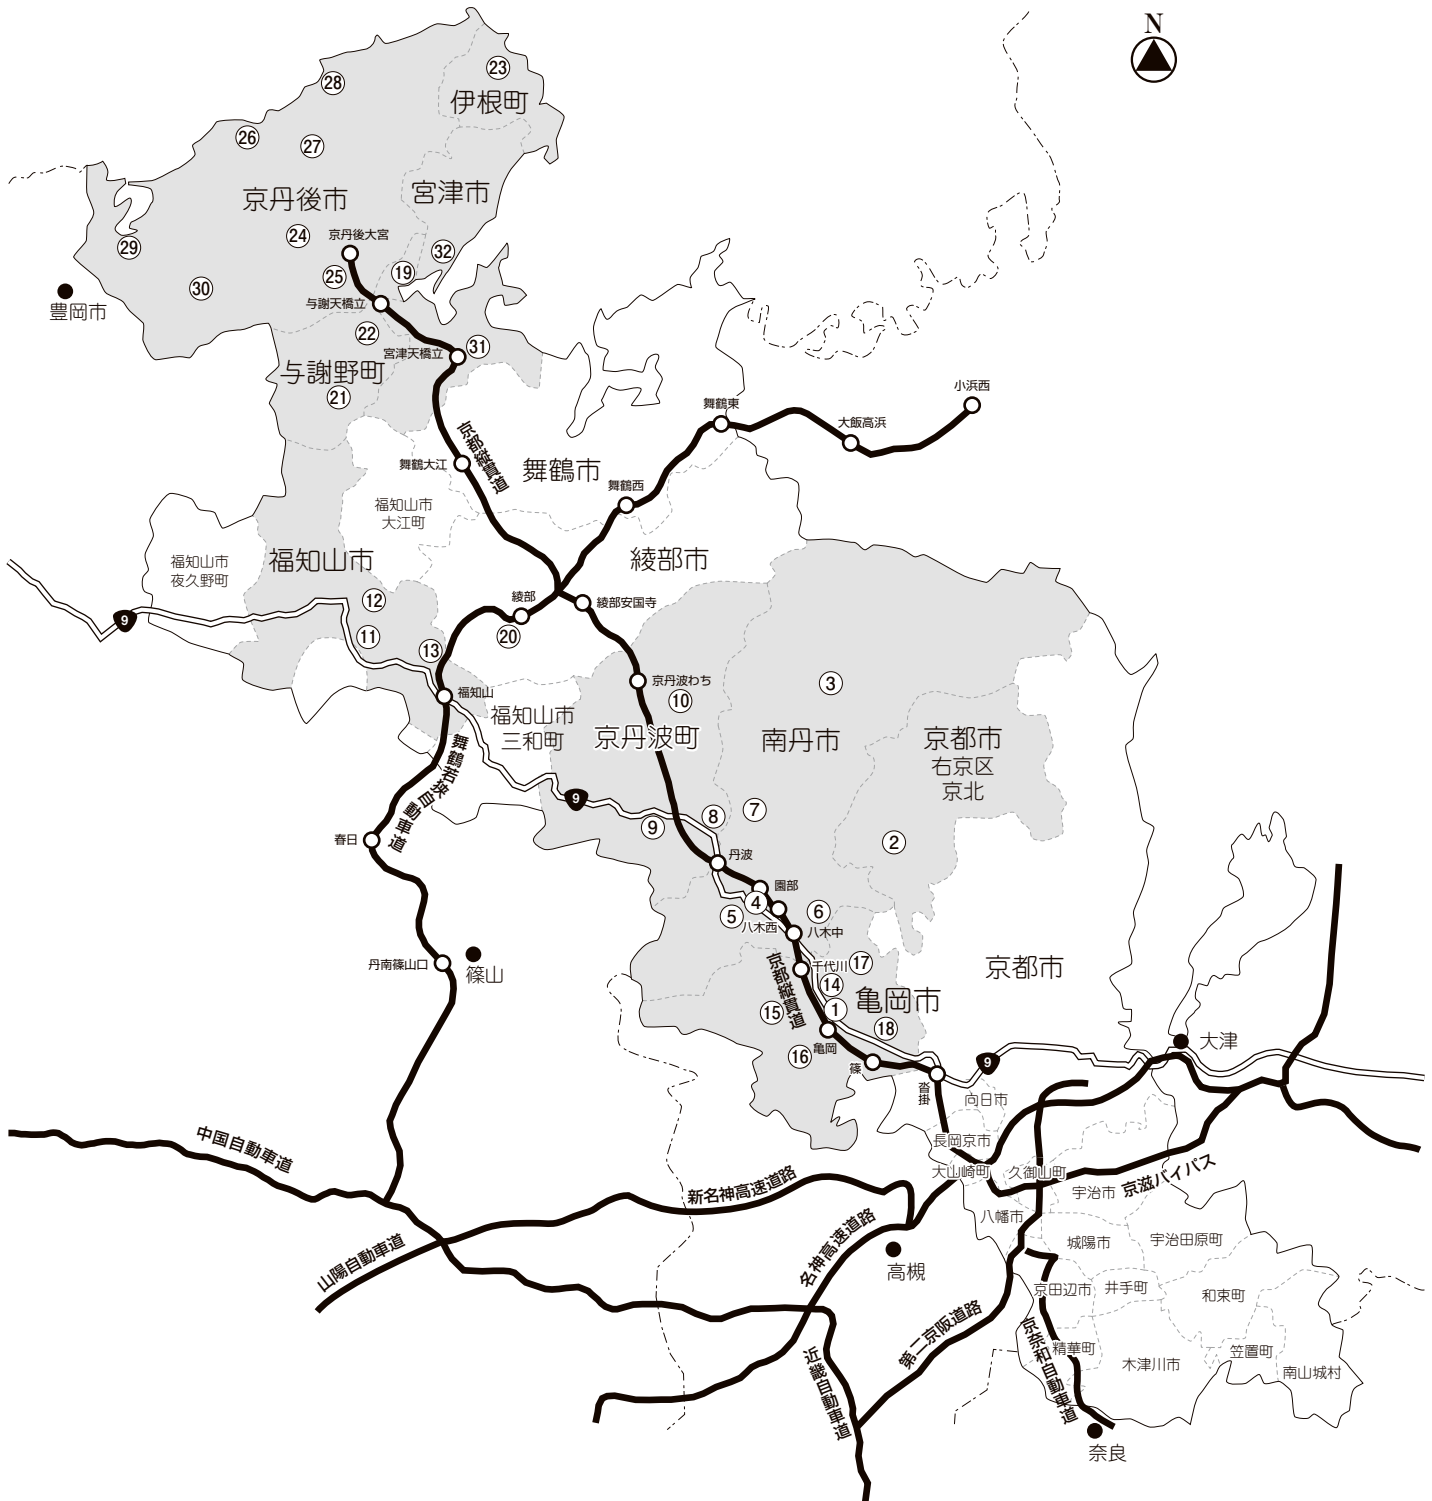 N
㉘
㉓
伊根町
㉖
㉗
京丹後市
宮津市
㉔
京丹後大宮
㉙
㉕
⑲
㉜
㉚
豊岡市
与謝天橋立
㉒
宮津天橋立
㉛
与謝野町
㉑
小浜西
舞鶴東
大飯高浜
京都縦貫道
舞鶴大江
舞鶴市
舞鶴西
福知山市
大江町
福知山市
夜久野町
福知山市
綾部市
9
⑫
綾部
綾部安国寺
⑪
⑬
⑳
福知山
京丹波わち
⑩
③
福知山市
三和町
京丹波町
南丹市
京都市
右京区
京北
舞鶴若狭自動車道
9
⑨
⑧
⑦
②
春日
丹波
園部
④
⑤
八木西
⑥
八木中
丹南篠山口
篠山
京都縦貫道
千代川
⑰
⑭
⑮
①
亀岡市
京都市
⑱
⑯
亀岡
篠
沓掛
9
大津
向日市
長岡京市
大山崎町
久御山町
宇治市
京滋バイパス
中国自動車道
新名神高速道路
八幡市
城陽市
宇治田原町
山陽自動車道
名神高速道路
高槻
京田辺市
井手町
和束町
第二京阪道路
近畿自動車道
京奈和自動車道
精華町
木津川市
笠置町
南山城村
奈良